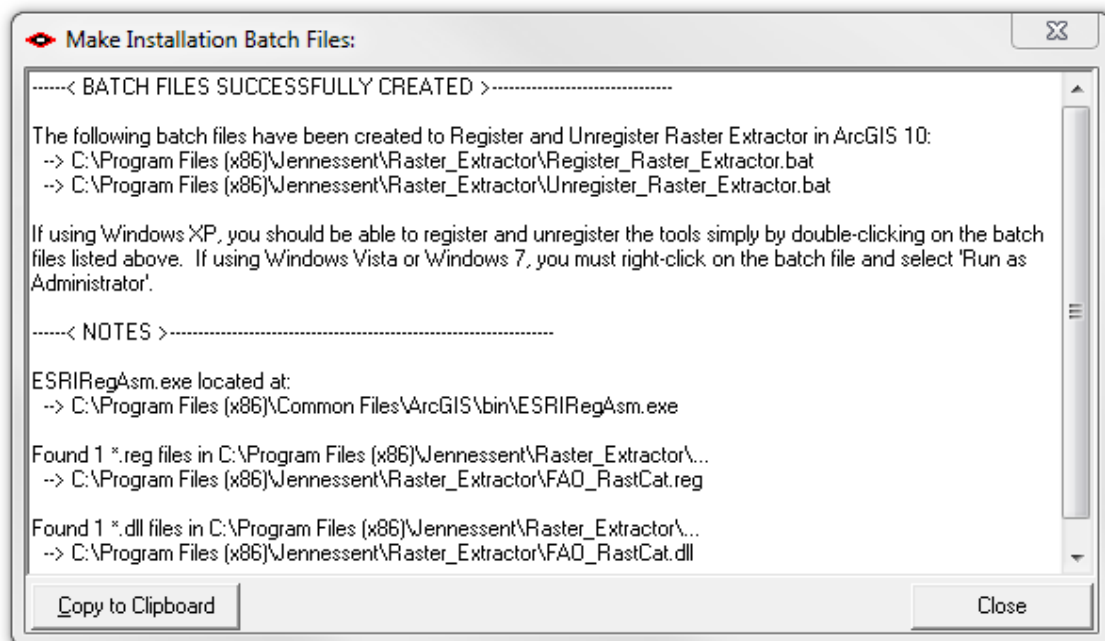 Make Installation Batch Files:
------< BATCH FILES SUCCESSFULLY CREATED >--------------------------------
The following batch files have been created to Register and Unregister Raster Extractor in ArcGIS 10:
--> C:\Program Files (x86)\Jennessent\Raster_Extractor\Register_Raster_Extractor.bat
--> C:\Program Files (x86)\Jennessent\Raster_Extractor\Unregister_Raster_Extractor.bat
If using Windows XP, you should be able to register and unregister the tools simply by double-clicking on the batch
files listed above.  If using Windows Vista or Windows 7, you must right-click on the batch file and select 'Run as
Administrator'.
------< NOTES >--------------------------------------------------------------------
ESRIRegAsm.exe located at:
--> C:\Program Files (x86)\Common Files\ArcGIS\bin\ESRIRegAsm.exe
Found 1 *.reg files in C:\Program Files (x86)\Jennessent\Raster_Extractor\...
--> C:\Program Files (x86)\Jennessent\Raster_Extractor\FAO_RastCat.reg
Found 1 *.dll files in C:\Program Files (x86)\Jennessent\Raster_Extractor\...
--> C:\Program Files (x86)\Jennessent\Raster_Extractor\FAO_RastCat.dll
Copy to Clipboard
Close